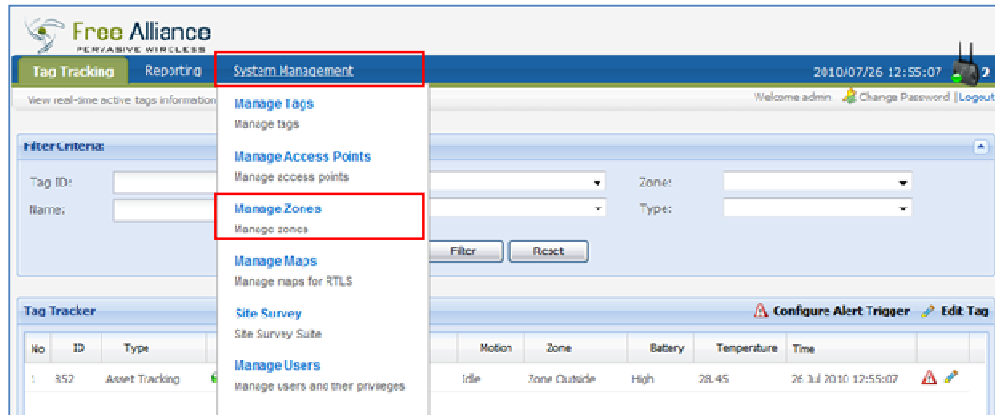 Free Alliance
PERVASIVE WIRELESS
Tag Tracking Reporting System Management 2010/07/26 12:55:07 2
View real-time active tags information Welcome admin Change Password |Logout
Manage Tags
Manage tags
Filter Criteria
Manage Access Points
Manage access points
Tag ID: Zone:
Manage Zones
Name: Type:
Manage zones
Filter Reset
Manage Maps
Manage maps for RTLS
Tag Tracker Site Survey Configure Alert Trigger Edit Tag
Site Survey Suite
No ID Type Motion Zone Battery Temperature Time
Manage Users
1 352 Asset Tracking Idle Zone Outside High 28.45 26 Jul 2010 12:55:07
Manage users and their privileges